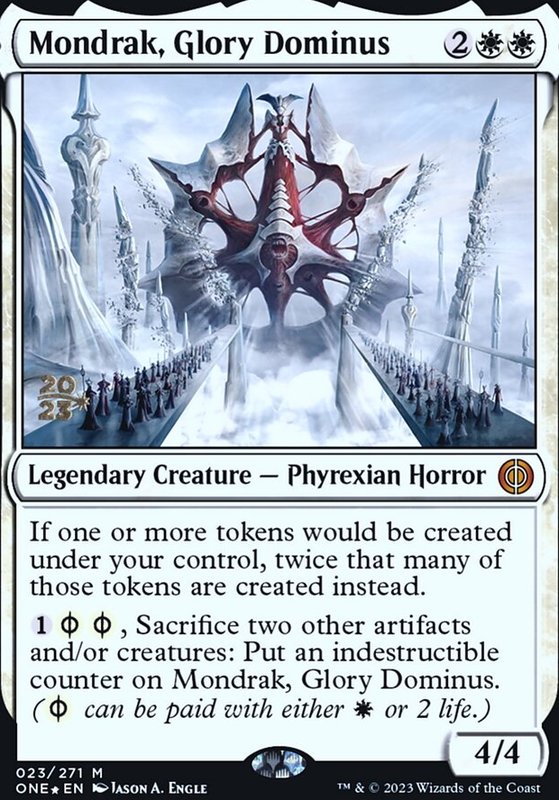 Mondrak, Glory Dominus 2
20
23
Legendary Creature — Phyrexian Horror
If one or more tokens would be created
under your control, twice that many of
those tokens are created instead.
1 , Sacrifice two other artifacts
and/or creatures: Put an indestructible
counter on Mondrak, Glory Dominus.
( can be paid with either or 2 life.)
4/4
023/271 M
ONE★EN Jason A. Engle
™ & © 2023 Wizards of the Coast